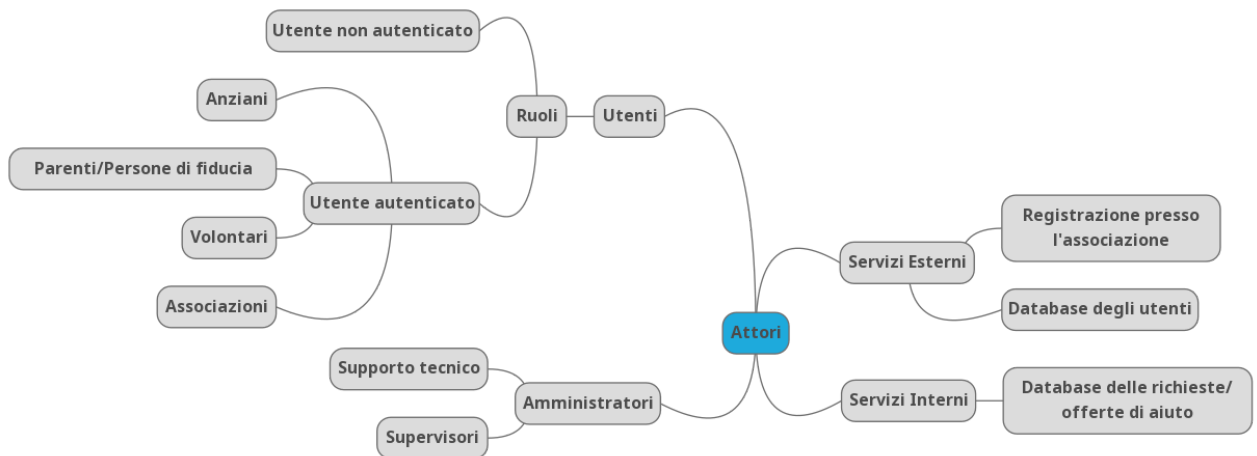 Utente non autenticato
Anziani
Ruoli
Utenti
Parenti/Persone di fiducia
Utente autenticato
Volontari
Associazioni
Registrazione presso
l'associazione
Servizi Esterni
Database degli utenti
Attori
Supporto tecnico
Amministratori
Supervisori
Servizi Interni
Database delle richieste/
offerte di aiuto